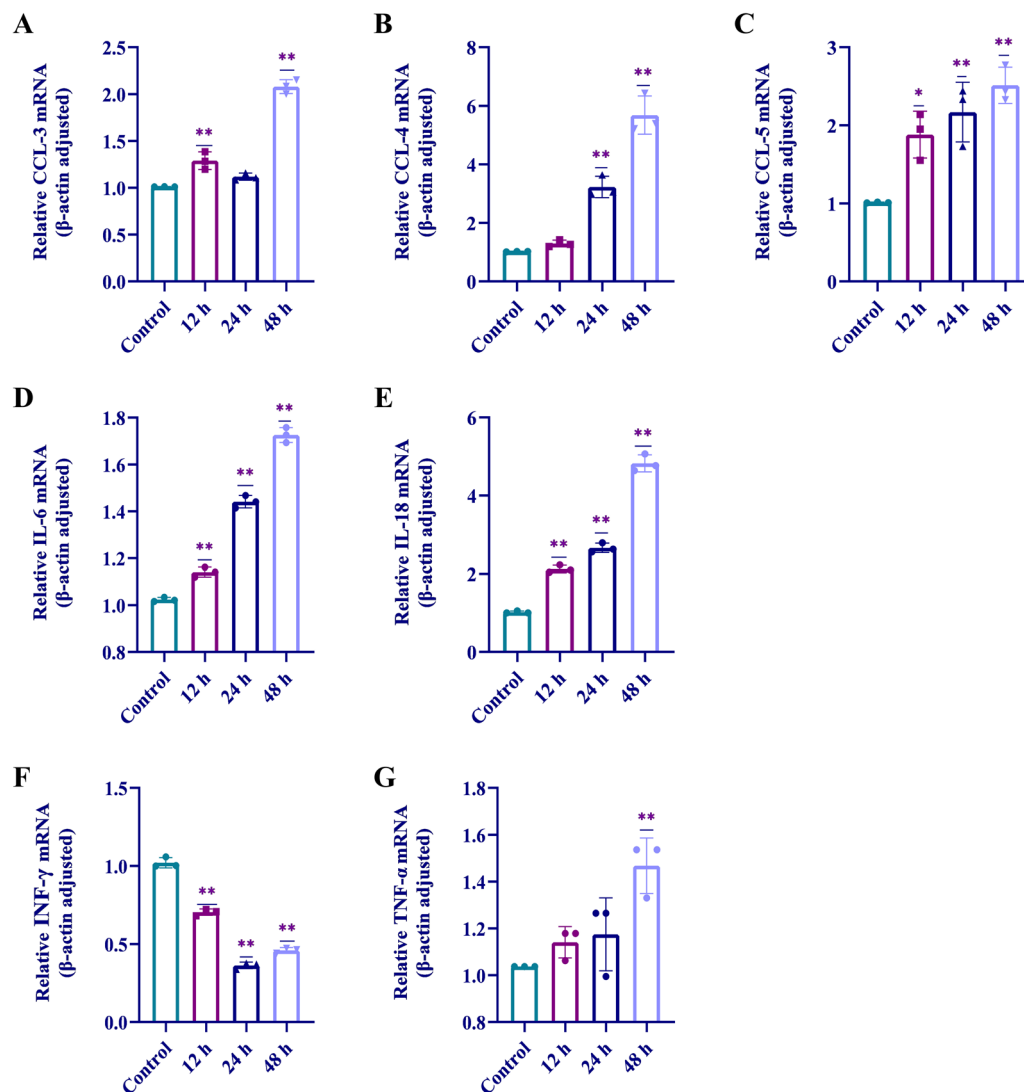 A
Relative CCL-3 mRNA
(β-actin adjusted)
2.5
2.0
1.5
1.0
0.5
0.0
**
**
Control
12 h
24 h
48 h
B
Relative CCL-4 mRNA
(β-actin adjusted)
8
6
4
2
0
**
**
Control
12 h
24 h
48 h
C
Relative CCL-5 mRNA
(β-actin adjusted)
3
2
1
0
*
**
**
Control
12 h
24 h
48 h
D
Relative IL-6 mRNA
(β-actin adjusted)
1.8
1.6
1.4
1.2
1.0
0.8
**
**
**
Control
12 h
24 h
48 h
E
Relative IL-18 mRNA
(β-actin adjusted)
6
4
2
0
**
**
**
Control
12 h
24 h
48 h
F
Relative INF-γ mRNA
(β-actin adjusted)
1.5
1.0
0.5
0.0
**
**
**
Control
12 h
24 h
48 h
G
Relative TNF-α mRNA
(β-actin adjusted)
1.8
1.6
1.4
1.2
1.0
0.8
**
Control
12 h
24 h
48 h